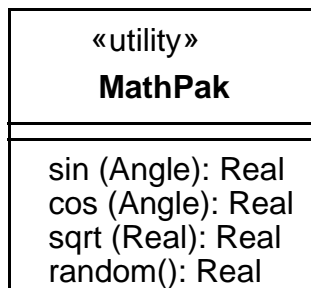 «utility»
MathPak
sin (Angle): Real
cos (Angle): Real
sqrt (Real): Real
random(): Real